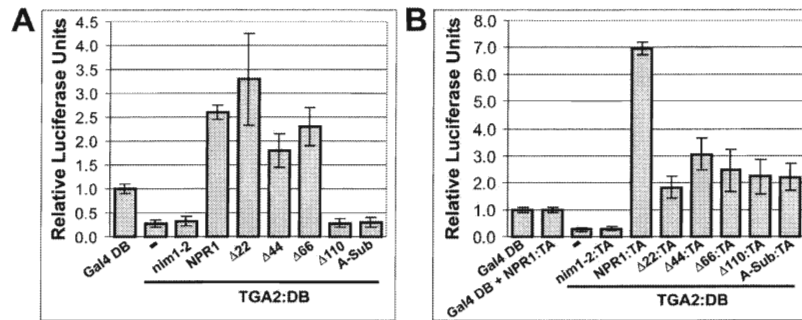 A
Relative Luciferase Units
4.5
4.0
3.5
3.0
2.5
2.0
1.5
1.0
0.5
0.0
Gal4 DB
-
nim1-2
NPR1
Δ22
Δ44
Δ66
Δ110
A-Sub
TGA2:DB
B
Relative Luciferase Units
8.0
7.0
6.0
5.0
4.0
3.0
2.0
1.0
0.0
Gal4 DB
Gal4 DB + NPR1:TA
-
nim1-2:TA
NPR1:TA
Δ22:TA
Δ44:TA
Δ66:TA
Δ110:TA
A-Sub:TA
TGA2:DB